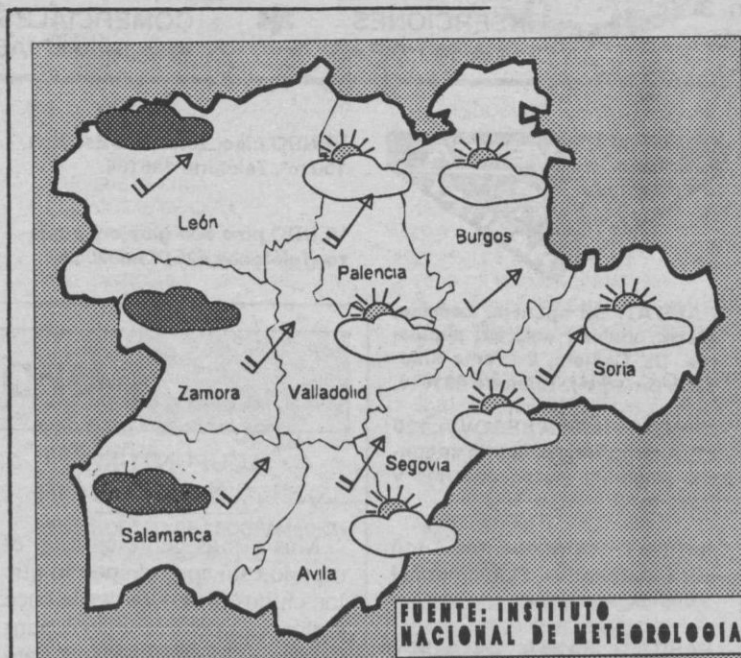 León
Burgos
Palencia
Soria
Zamora
Valladolid
Segovia
Salamanca
Avila
FUENTE: INSTITUTO
NACIONAL DE METEOROLOGIA